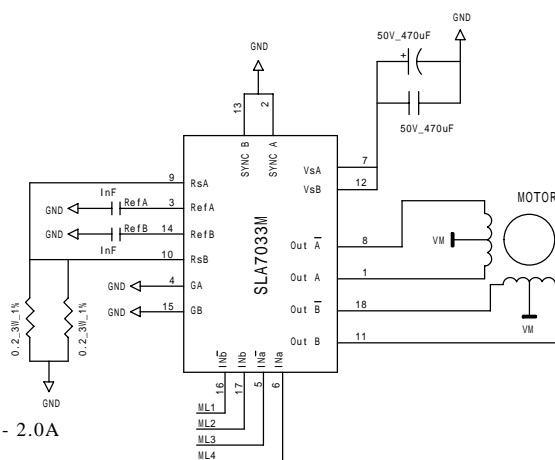 GND
50V_470uF
+
50V_470uF
GND
13
2
SYNC B
SYNC A
SLA7033M
9
RsA
1nF
GND
RefA
3
RefA
GND
RefB
14
RefB
1nF
10
RsB
GND
4
GA
GND
15
GB
0.2_3W_1%
0.2_3W_1%
GND
- 2.0A
VsA
7
VsB
12
Out A
8
Out A
1
Out B
18
Out B
11
MOTOR
VM
VM
INb
INb
INa
INa
16
17
5
6
ML1
ML2
ML3
ML4